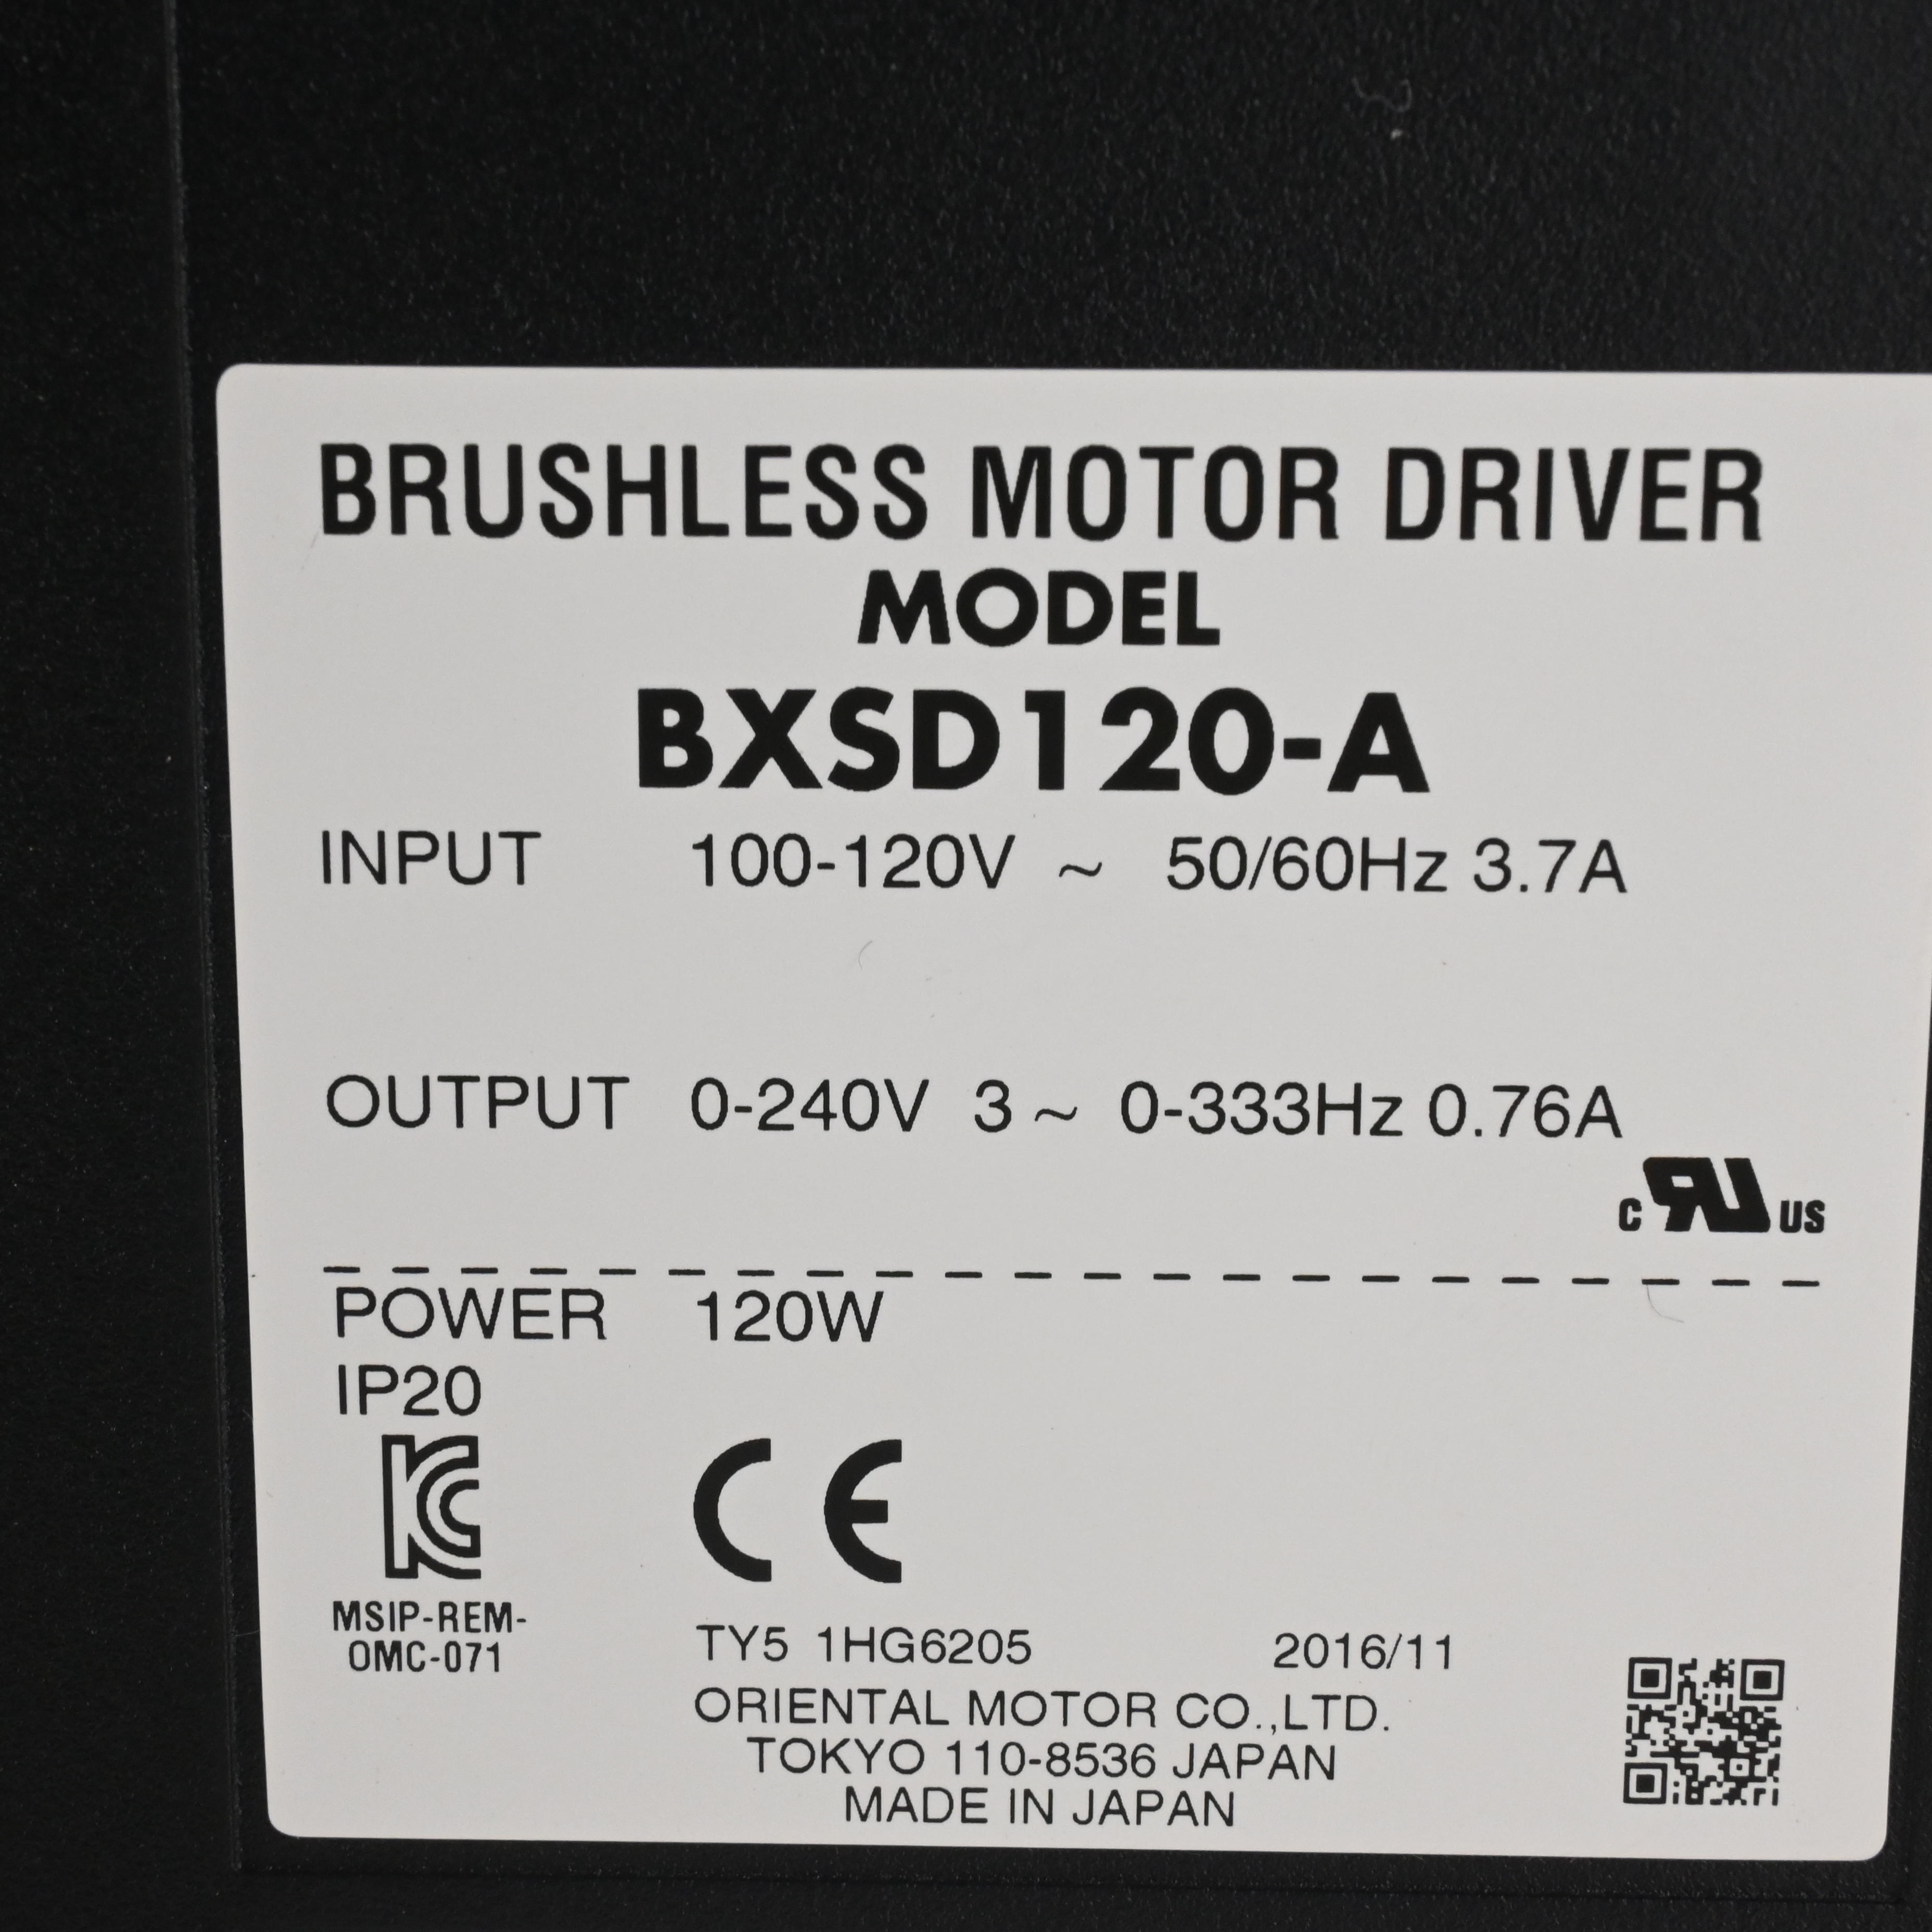 BRUSHLESS MOTOR DRIVER
MODEL
BXSD120-A
INPUT 100-120V ~ 50/60Hz 3.7A
OUTPUT 0-240V 3~ 0-333Hz 0.76A
c RU US
POWER 120W
IP20
KC CE
MSIP-REM-
OMC-071
TY5 1HG6205 2016/11
ORIENTAL MOTOR CO.,LTD.
TOKYO 110-8536 JAPAN
MADE IN JAPAN